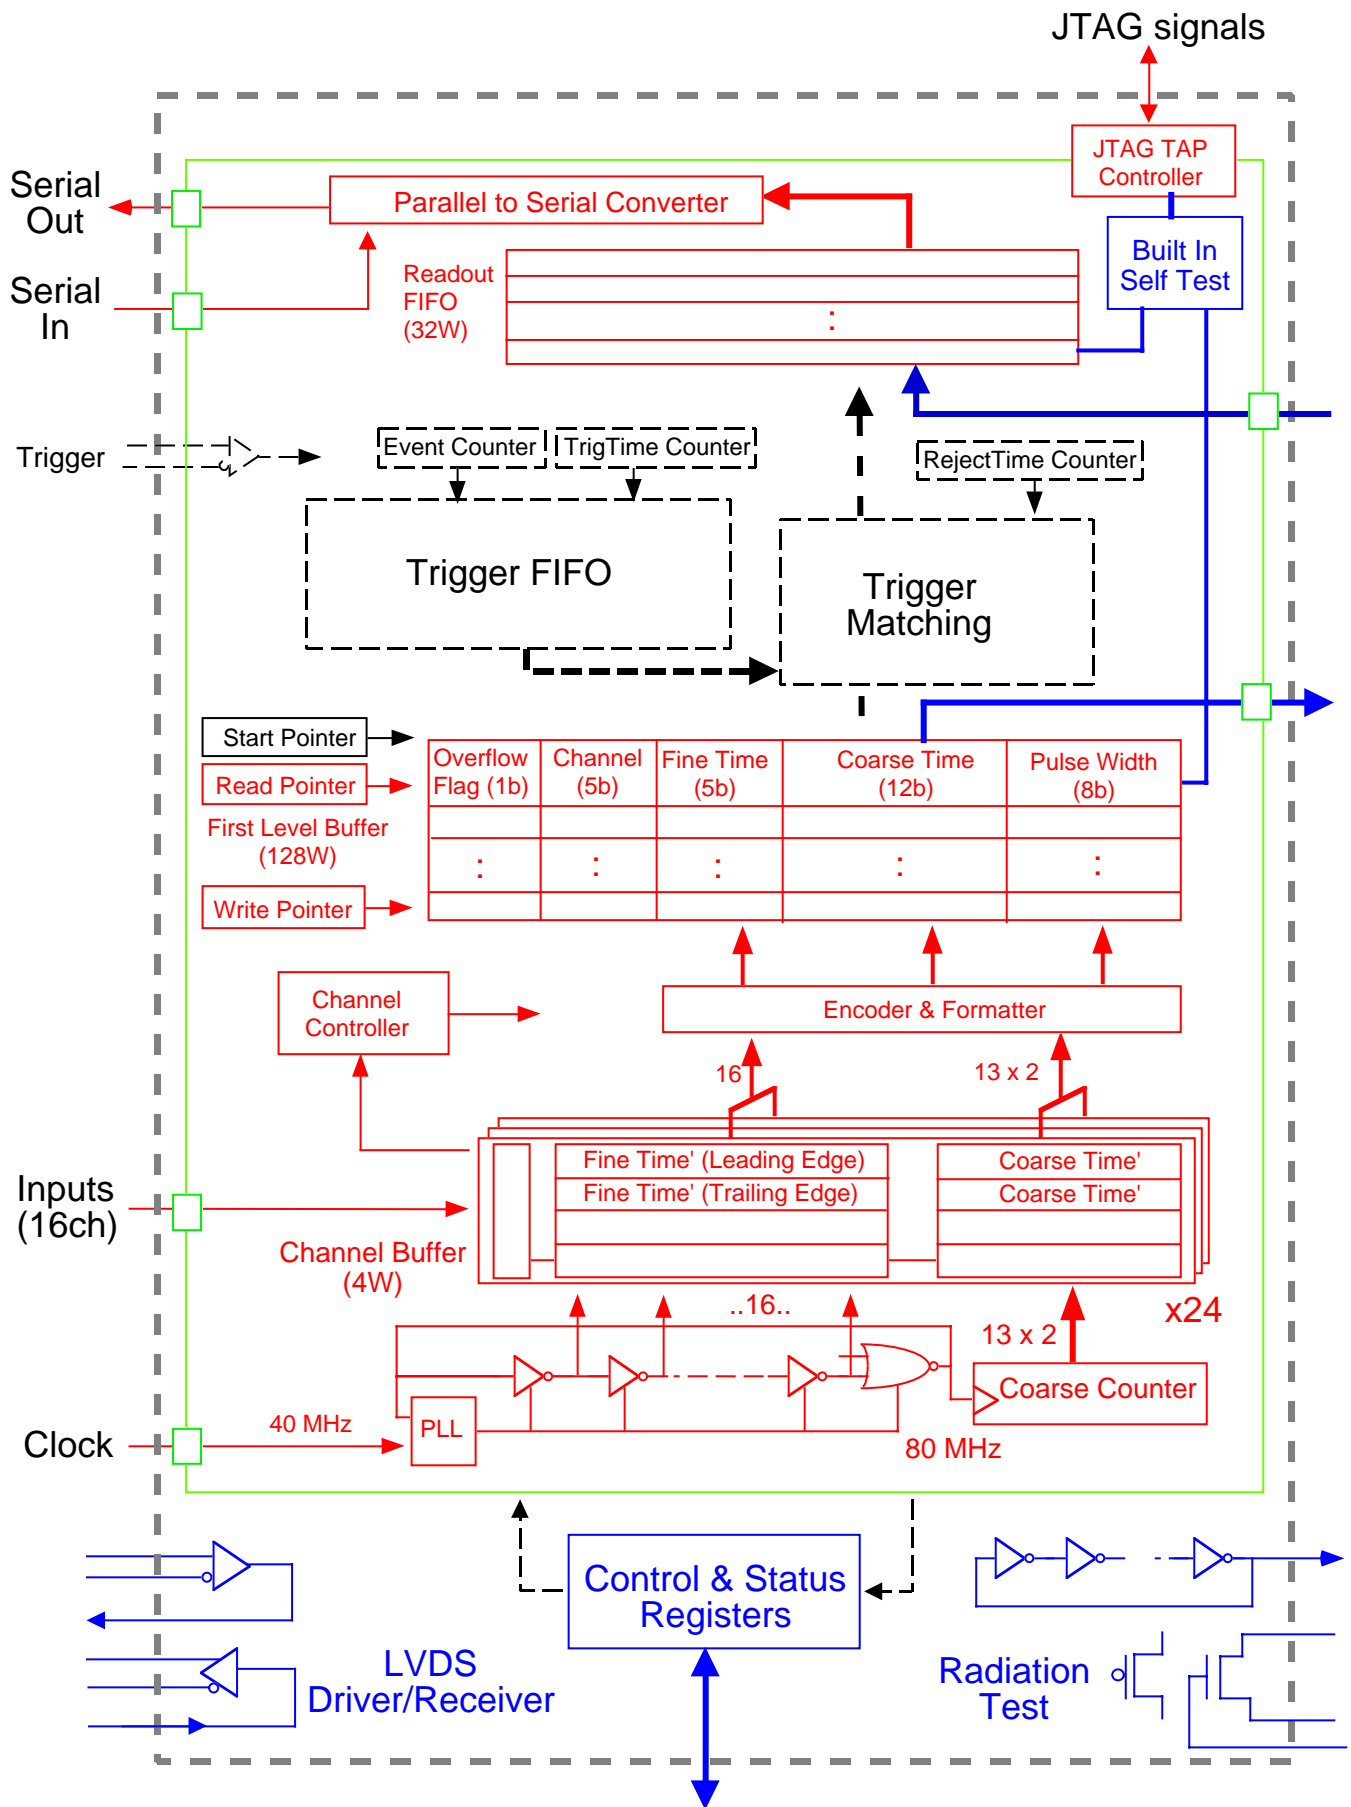 JTAG signals
JTAG TAP
Controller
Serial
Out
Parallel to Serial Converter
Built In
Self Test
Serial
In
Readout
FIFO
(32W)
:
Trigger
Event Counter
TrigTime Counter
RejectTime Counter
Trigger FIFO
Trigger
Matching
Start Pointer
Read Pointer
First Level Buffer
(128W)
Write Pointer
Overflow
Flag (1b)
Channel
(5b)
Fine Time
(5b)
Coarse Time
(12b)
Pulse Width
(8b)
: : : : :
Channel
Controller
Encoder & Formatter
16
13 x 2
Fine Time' (Leading Edge)
Coarse Time'
Fine Time' (Trailing Edge)
Coarse Time'
Inputs
(16ch)
Channel Buffer
(4W)
..16..
x24
13 x 2
Coarse Counter
40 MHz
PLL
80 MHz
Clock
Control & Status
Registers
LVDS
Driver/Receiver
Radiation
Test